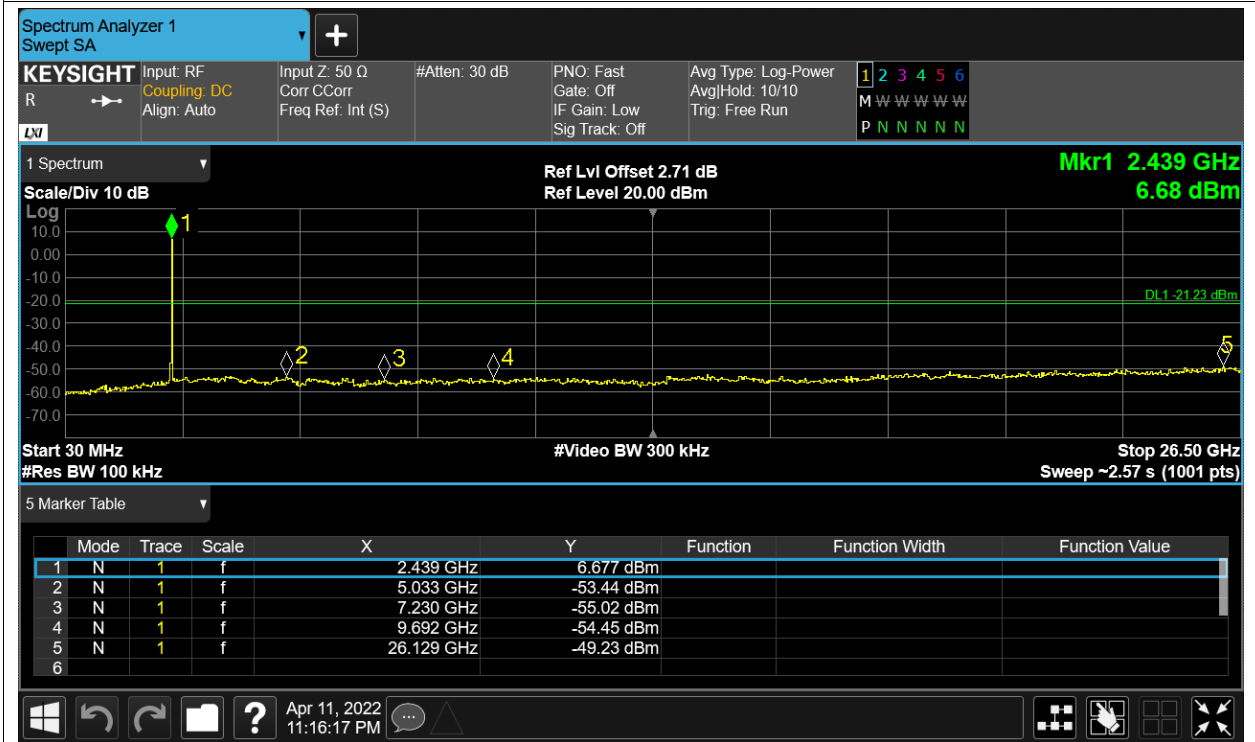 Spectrum Analyzer 1
Swept SA
KEYSIGHT Input: RF Input Z: 50 Ω #Atten: 30 dB PNO: Fast Avg Type: Log-Power 1 2 3 4 5 6
R Coupling: DC Corr CCorr Gate: Off Avg|Hold: 10/10 M W W W W W
Align: Auto Freq Ref: Int (S) IF Gain: Low Trig: Free Run
LXI Sig Track: Off P N N N N N
1 Spectrum Ref Lvl Offset 2.71 dB Mkr1 2.439 GHz
Scale/Div 10 dB Ref Level 20.00 dBm 6.68 dBm
Log
1
10.0
0.00
-10.0
-20.0 DL1 -21.23 dBm
-30.0
-40.0 2 3 4 5
-50.0
-60.0
-70.0
Start 30 MHz #Video BW 300 kHz Stop 26.50 GHz
#Res BW 100 kHz Sweep ~2.57 s (1001 pts)
5 Marker Table
Mode Trace Scale X Y Function Function Width Function Value
1 N 1 f 2.439 GHz 6.677 dBm
2 N 1 f 5.033 GHz -53.44 dBm
3 N 1 f 7.230 GHz -55.02 dBm
4 N 1 f 9.692 GHz -54.45 dBm
5 N 1 f 26.129 GHz -49.23 dBm
6
? Apr 11, 2022
11:16:17 PM